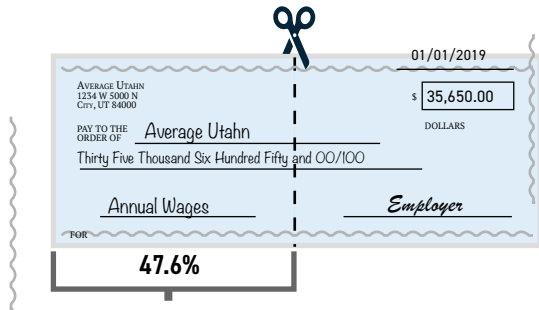 01/01/2019
AVERAGE UTAHN
1234 W 5000 N
CITY, UT 84000
$ 35,650.00
PAY TO THE
ORDER OF Average Utahn
DOLLARS
Thirty Five Thousand Six Hundred Fifty and 00/100
Annual Wages
Employer
FOR
47.6%